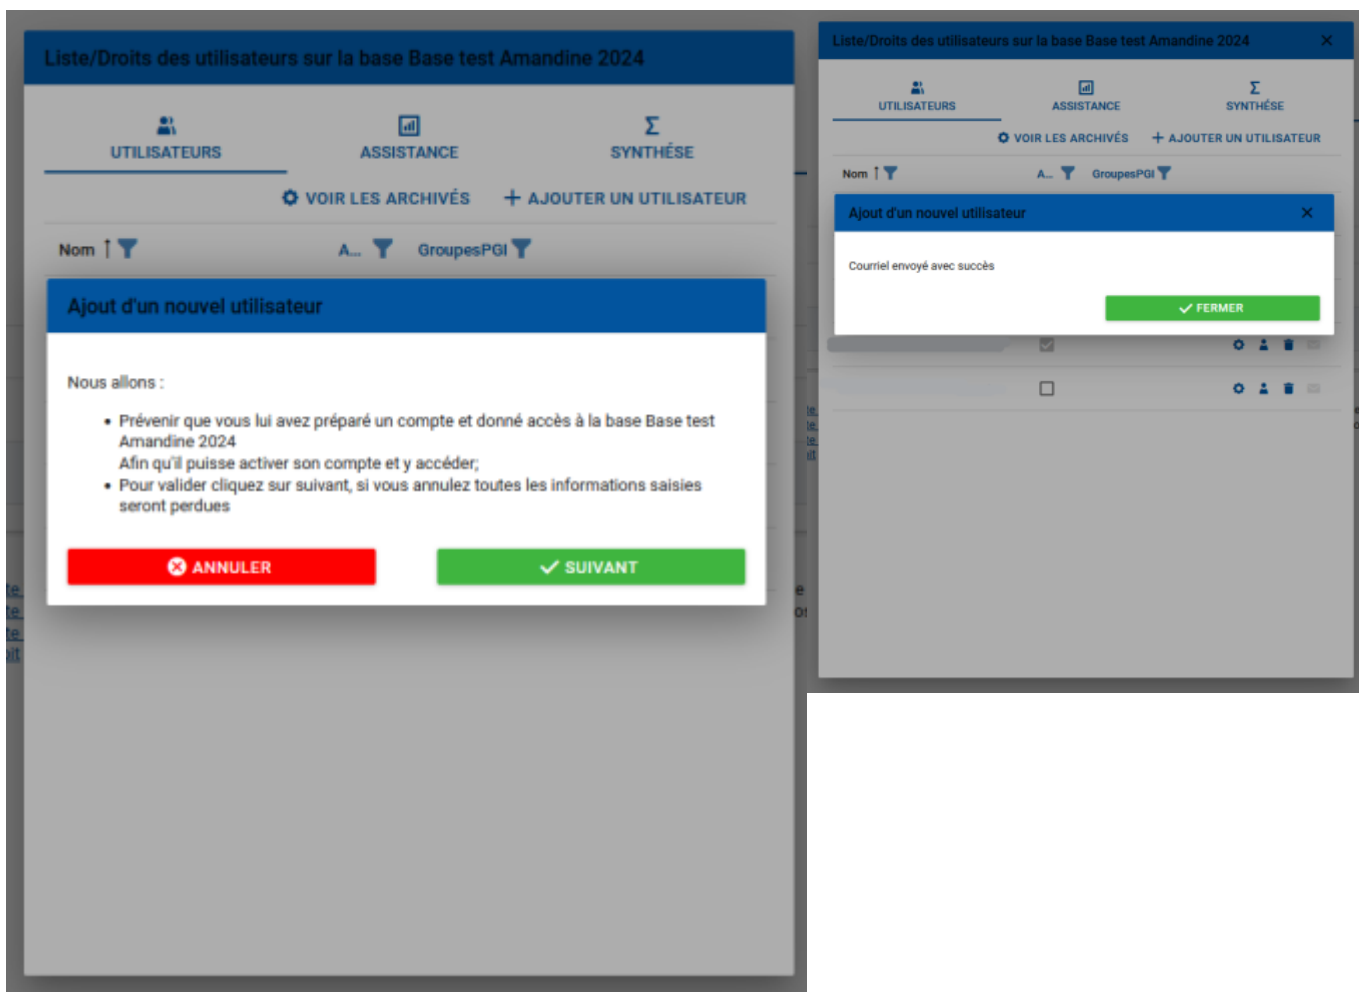 Liste/Droits des utilisateurs sur la base Base test Amandine 2024
UTILISATEURS
ASSISTANCE
SYNTHÉSE
VOIR LES ARCHIVÉS
AJOUTER UN UTILISATEUR
Nom
A...
GroupesPGI
Ajout d'un nouvel utilisateur
Nous allons :
• Prévenir que vous lui avez préparé un compte et donné accès à la base Base test
Amandine 2024
Afin qu'il puisse activer son compte et y accéder;
• Pour valider cliquez sur suivant, si vous annulez toutes les informations saisies
seront perdues
ANNULER
SUIVANT
Liste/Droits des utilisateurs sur la base Base test Amandine 2024
UTILISATEURS
ASSISTANCE
SYNTHÉSE
VOIR LES ARCHIVÉS
AJOUTER UN UTILISATEUR
Nom
A...
GroupesPGI
Ajout d'un nouvel utilisateur
Courriel envoyé avec succès
FERMER